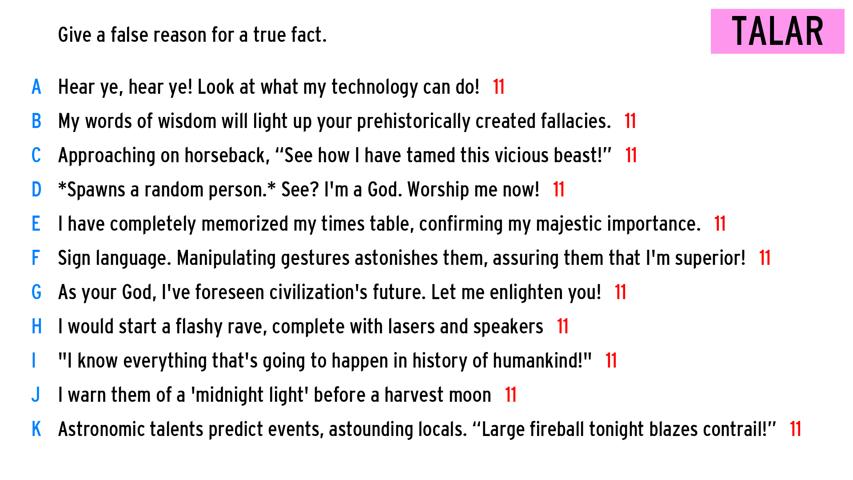 Give a false reason for a true fact.
TALAR
A Hear ye, hear ye! Look at what my technology can do! 11
B My words of wisdom will light up your prehistorically created fallacies. 11
C Approaching on horseback, “See how I have tamed this vicious beast!” 11
D *Spawns a random person.* See? I'm a God. Worship me now! 11
E I have completely memorized my times table, confirming my majestic importance. 11
F Sign language. Manipulating gestures astonishes them, assuring them that I'm superior! 11
G As your God, I've foreseen civilization's future. Let me enlighten you! 11
H I would start a flashy rave, complete with lasers and speakers 11
I "I know everything that's going to happen in history of humankind!" 11
J I warn them of a 'midnight light' before a harvest moon 11
K Astronomic talents predict events, astounding locals. “Large fireball tonight blazes contrail!” 11